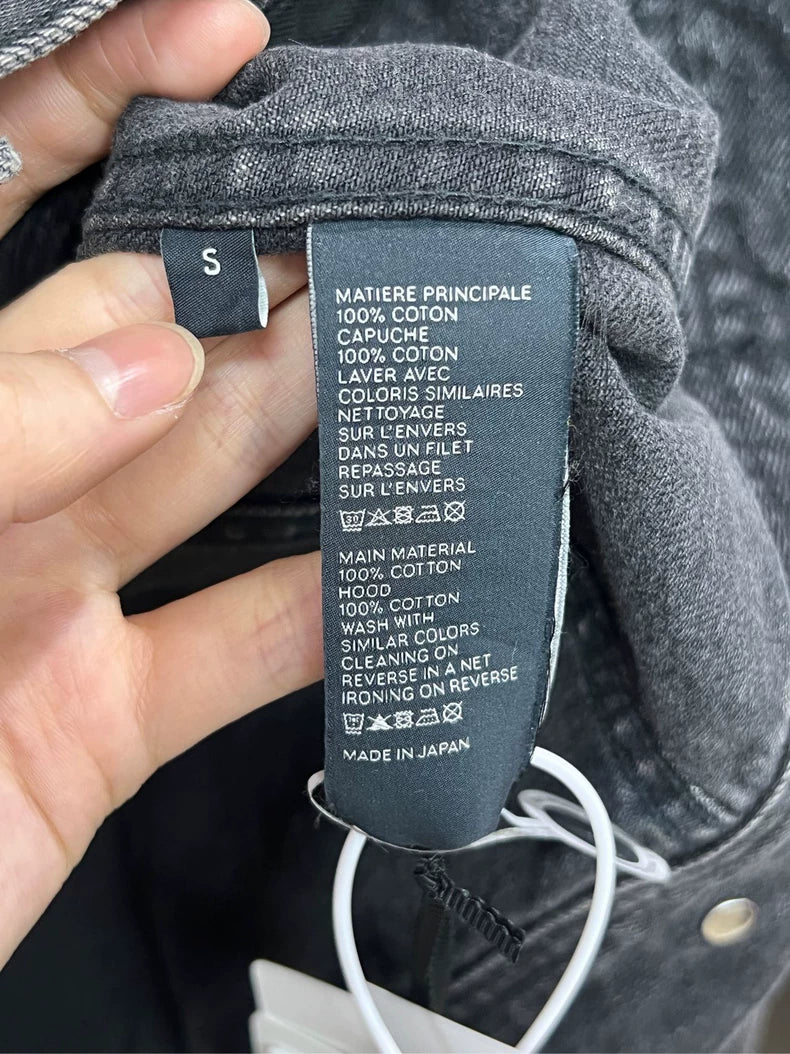 S
MATIERE PRINCIPALE
100% COTON
CAPUCHE
100% COTON
LAVER AVEC
COLORIS SIMILAIRES
NETTOYAGE
SUR L'ENVERS
DANS UN FILET
REPASSAGE
SUR L'ENVERS
30
MAIN MATERIAL
100% COTTON
HOOD
100% COTTON
WASH WITH
SIMILAR COLORS
CLEANING ON
REVERSE IN A NET
IRONING ON REVERSE
MADE IN JAPAN